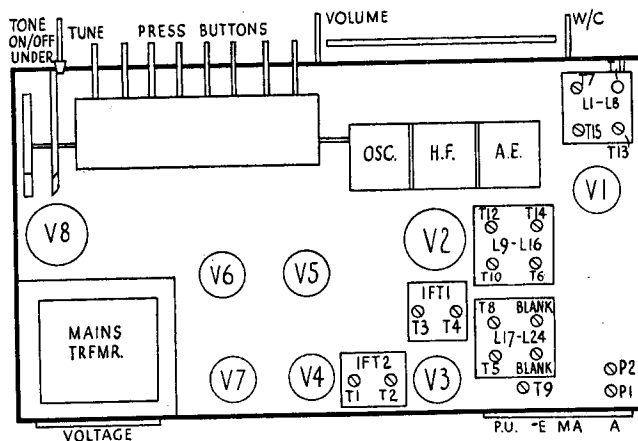 TONE
ON/OFF
UNDER
TUNE PRESS BUTTONS
VOLUME
W/C
T7
L1-L8
T15
T13
OSC. H.F. A.E.
V1
V8
V2
T12 T14
L9-L16
T10 T6
V6
V5
IFT1
T3 T4
T8 BLANK
L17-L24
T5 BLANK
MAINS
TRFMR.
V7
V4
IFT2
T1 T2
V3
T9
P2
P1
VOLTAGE
P.U. -E MA A